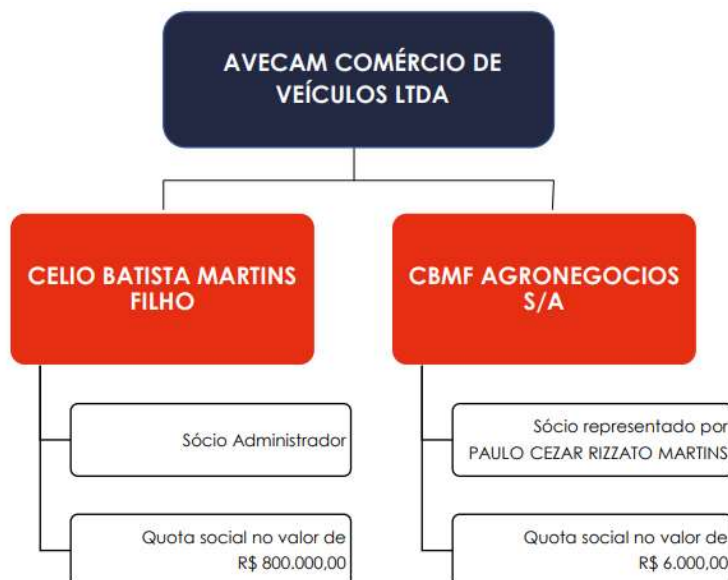 AVECAM COMÉRCIO DE
VEÍCULOS LTDA
CELIO BATISTA MARTINS
FILHO
CBMF AGRONEGOCIOS
S/A
Sócio Administrador
Sócio representado por
PAULO CEZAR RIZZATO MARTINS
Quota social no valor de
R$ 800.000,00
Quota social no valor de
R$ 6.000,00